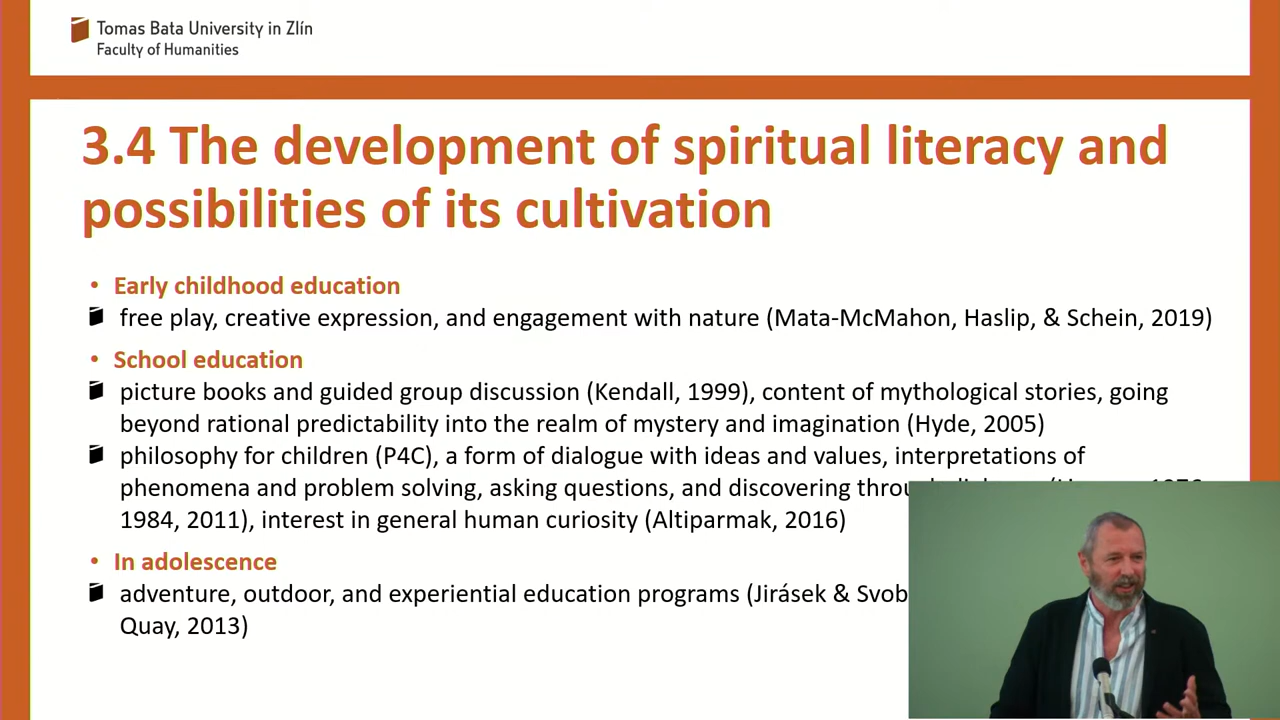 Tomas Bata University in Zlín
Faculty of Humanities
3.4 The development of spiritual literacy and
possibilities of its cultivation
• Early childhood education
free play, creative expression, and engagement with nature (Mata-McMahon, Haslip, & Schein, 2019)
• School education
picture books and guided group discussion (Kendall, 1999), content of mythological stories, going
beyond rational predictability into the realm of mystery and imagination (Hyde, 2005)
philosophy for children (P4C), a form of dialogue with ideas and values, interpretations of
phenomena and problem solving, asking questions, and discovering
1984, 2011), interest in general human curiosity (Altiparmak, 2016)
• In adolescence
adventure, outdoor, and experiential education programs (Jirásek & Svob
Quay, 2013)